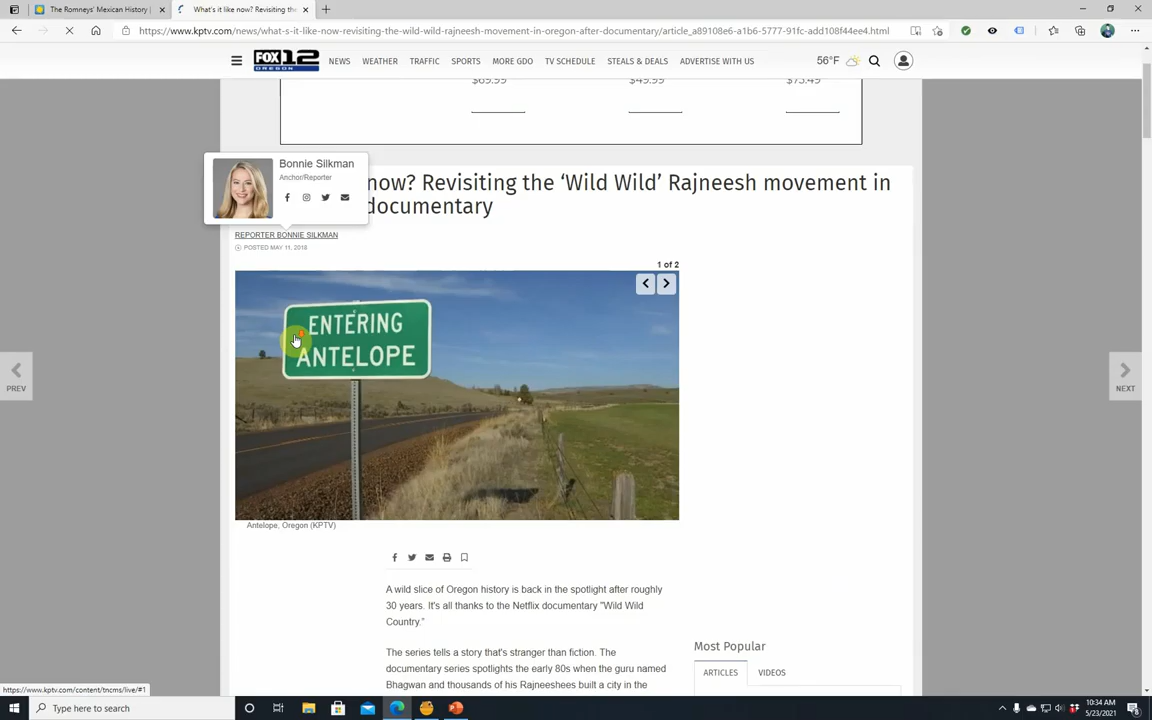 The Romneys' Mexican History |
What's it like now? Revisiting the
https://www.kptv.com/news/what-s-it-like-now-revisiting-the-wild-wild-rajneesh-movement-in-oregon-after-documentary/article_a89108e6-a1b6-5777-91fc-add108f44ee4.html
FOX 12 OREGON
NEWS WEATHER TRAFFIC SPORTS MORE GDO TV SCHEDULE STEALS & DEALS ADVERTISE WITH US 56°F
$69.99 $49.99 $73.49
Bonnie Silkman
Anchor/Reporter
now? Revisiting the ‘Wild Wild’ Rajneesh movement in
documentary
REPORTER BONNIE SILKMAN
POSTED MAY 11, 2018
1 of 2
ENTERING
ANTELOPE
PREV
NEXT
Antelope, Oregon (KPTV)
A wild slice of Oregon history is back in the spotlight after roughly
30 years. It's all thanks to the Netflix documentary "Wild Wild
Country."
The series tells a story that's stranger than fiction. The
documentary series spotlights the early 80s when the guru named
Bhagwan and thousands of his Rajneeshees built a city in the
Most Popular
ARTICLES VIDEOS
https://www.kptv.com/content/tncms/live/#1
Type here to search
10:34 AM
5/23/2021